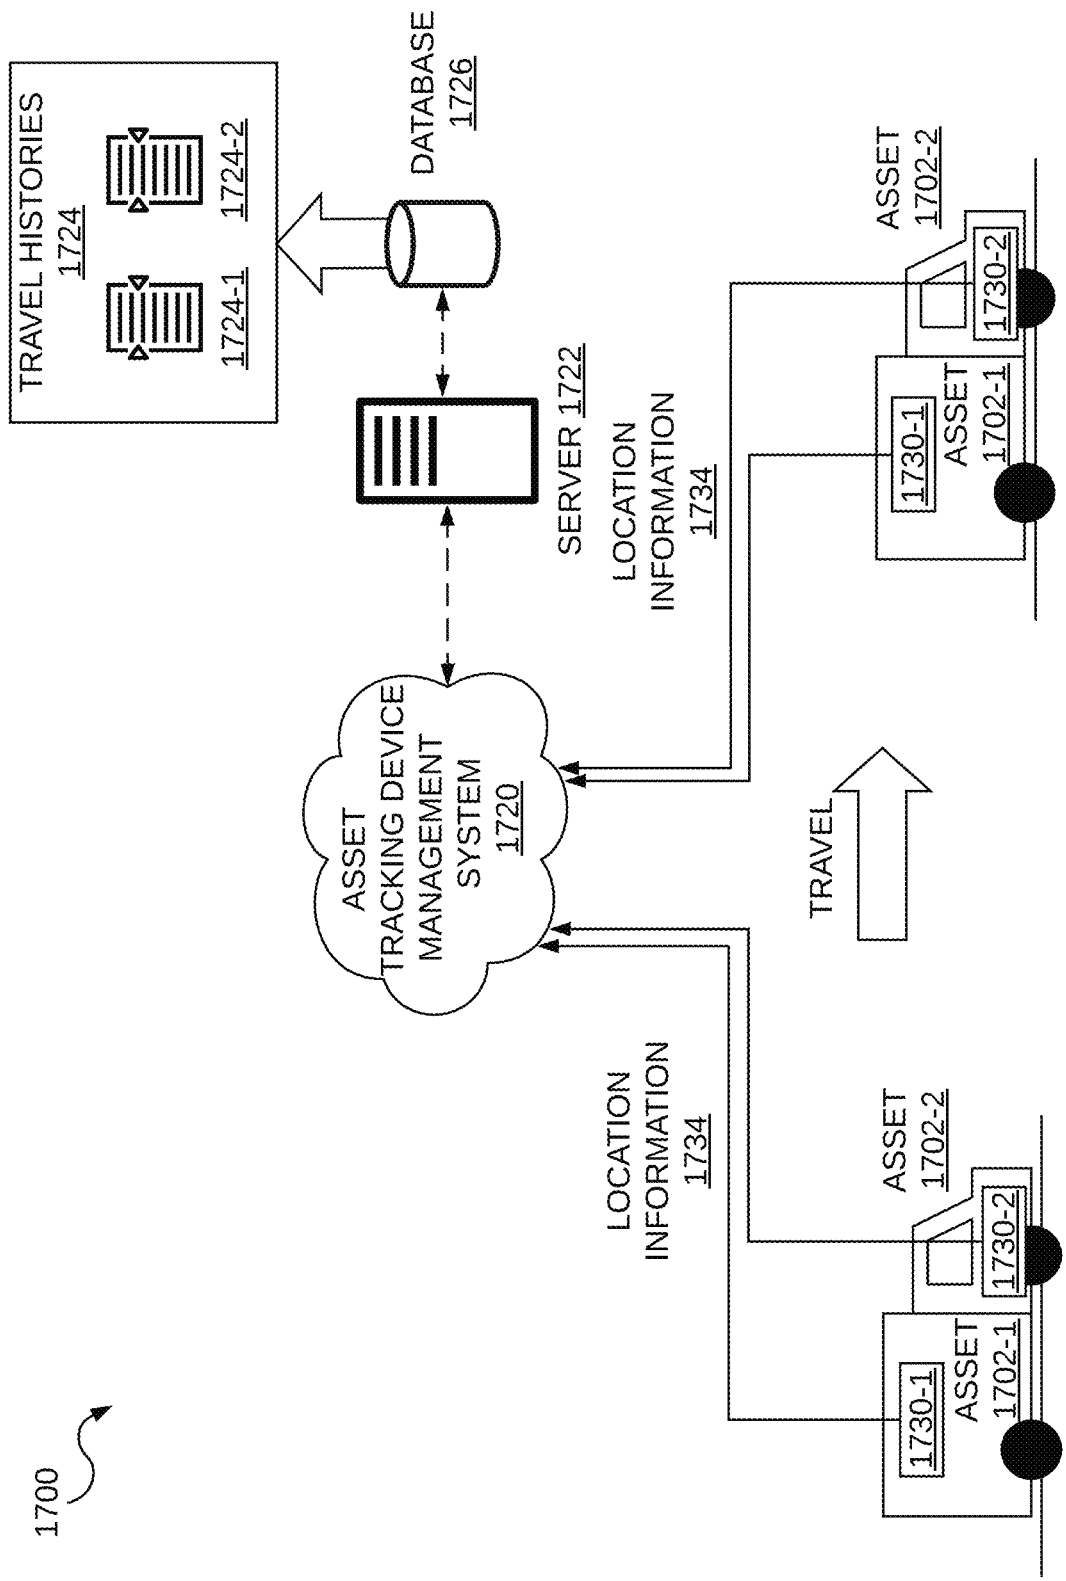 1700
TRAVEL HISTORIES
1724
1724-1
1724-2
DATABASE
1726
SERVER 1722
ASSET
TRACKING DEVICE
MANAGEMENT
SYSTEM
1720
LOCATION
INFORMATION
1734
LOCATION
INFORMATION
1734
TRAVEL
1730-1
ASSET
1702-1
1730-2
ASSET
1702-2
1730-1
ASSET
1702-1
1730-2
ASSET
1702-2